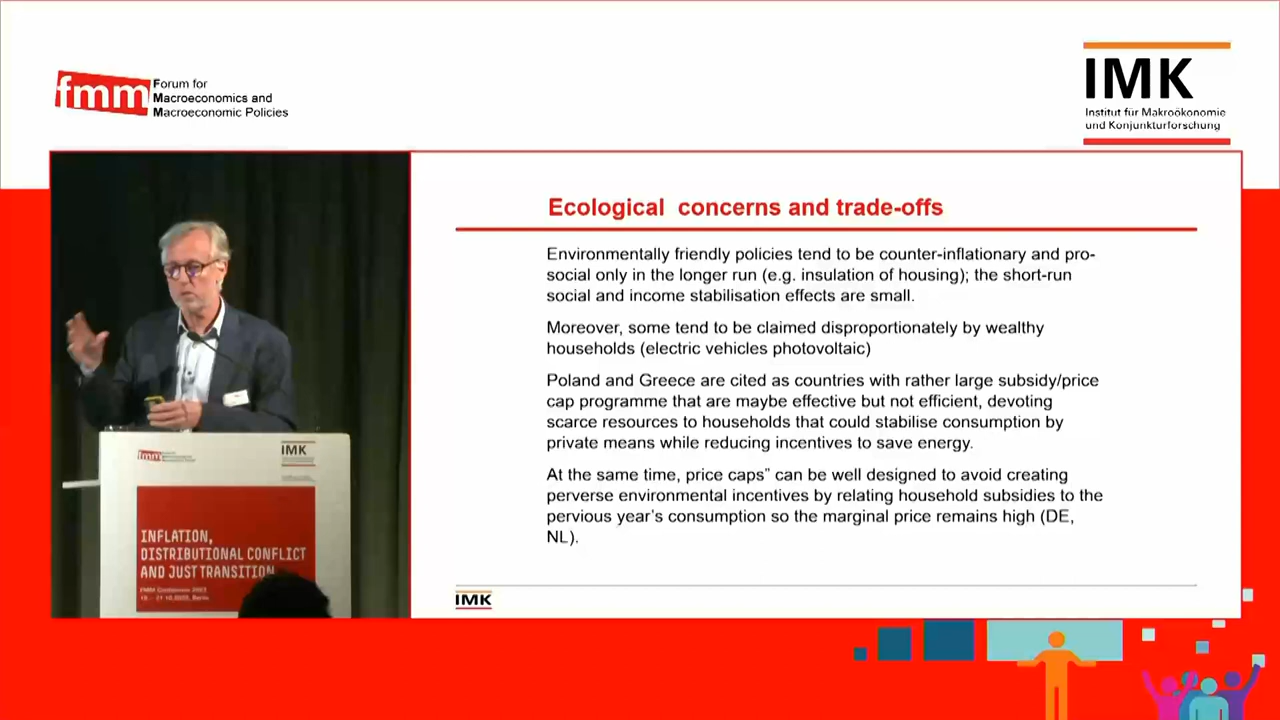 fmm
Forum for
Macroeconomics and
Macroeconomic Policies
IMK
Institut für Makroökonomie
und Konjunkturforschung
Ecological concerns and trade-offs
Environmentally friendly policies tend to be counter-inflationary and pro-
social only in the longer run (e.g. insulation of housing); the short-run
social and income stabilisation effects are small.
Moreover, some tend to be claimed disproportionately by wealthy
households (electric vehicles photovoltaic)
Poland and Greece are cited as countries with rather large subsidy/price
cap programme that are maybe effective but not efficient, devoting
scarce resources to households that could stabilise consumption by
private means while reducing incentives to save energy.
At the same time, price caps” can be well designed to avoid creating
perverse environmental incentives by relating household subsidies to the
pervious year’s consumption so the marginal price remains high (DE,
NL).
IMK
fmm
IMK
INFLATION,
DISTRIBUTIONAL CONFLICT
AND JUST TRANSITION